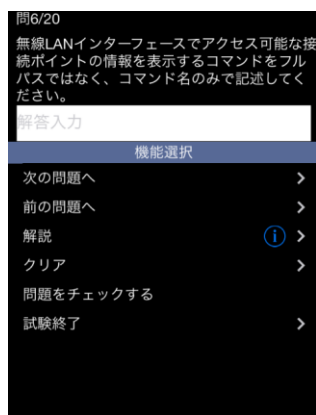 問6/20
無線LANインターフェースでアクセス可能な接
続ポイントの情報を表示するコマンドをフル
パスではなく、コマンド名のみで記述してく
ださい。
解答入力
機能選択
次の問題へ
前の問題へ
解説
クリア
問題をチェックする
試験終了